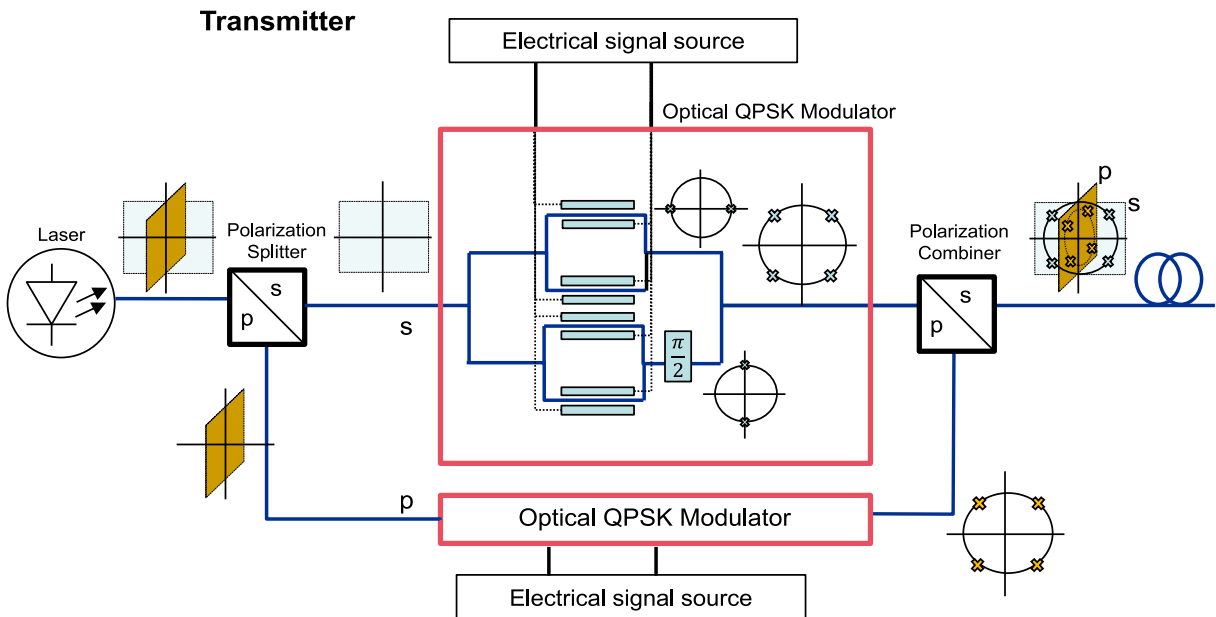 Transmitter
Electrical signal source
Optical QPSK Modulator
p
s
Laser
Polarization
Splitter
Polarization
Combiner
s
p
s
s
p
π
2
p
Optical QPSK Modulator
Electrical signal source